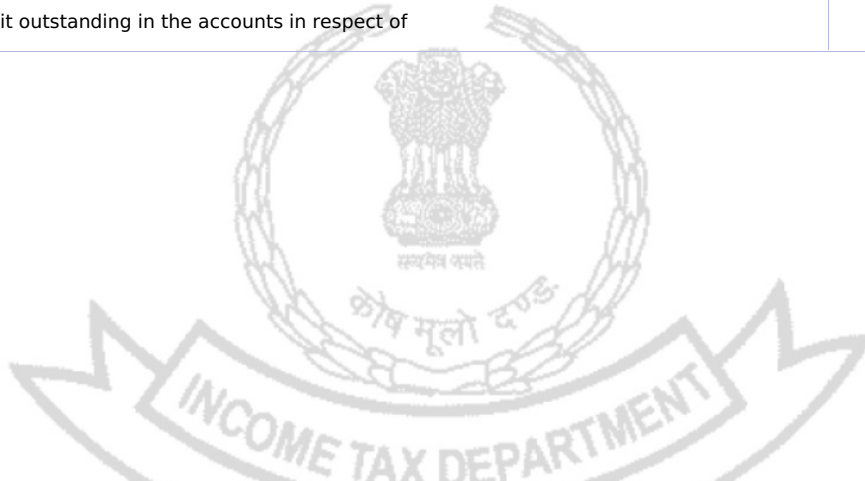 it outstanding in the accounts in respect of
सत्यमेव जयते
कोष मूलो दण्ड:
INCOME TAX DEPARTMENT